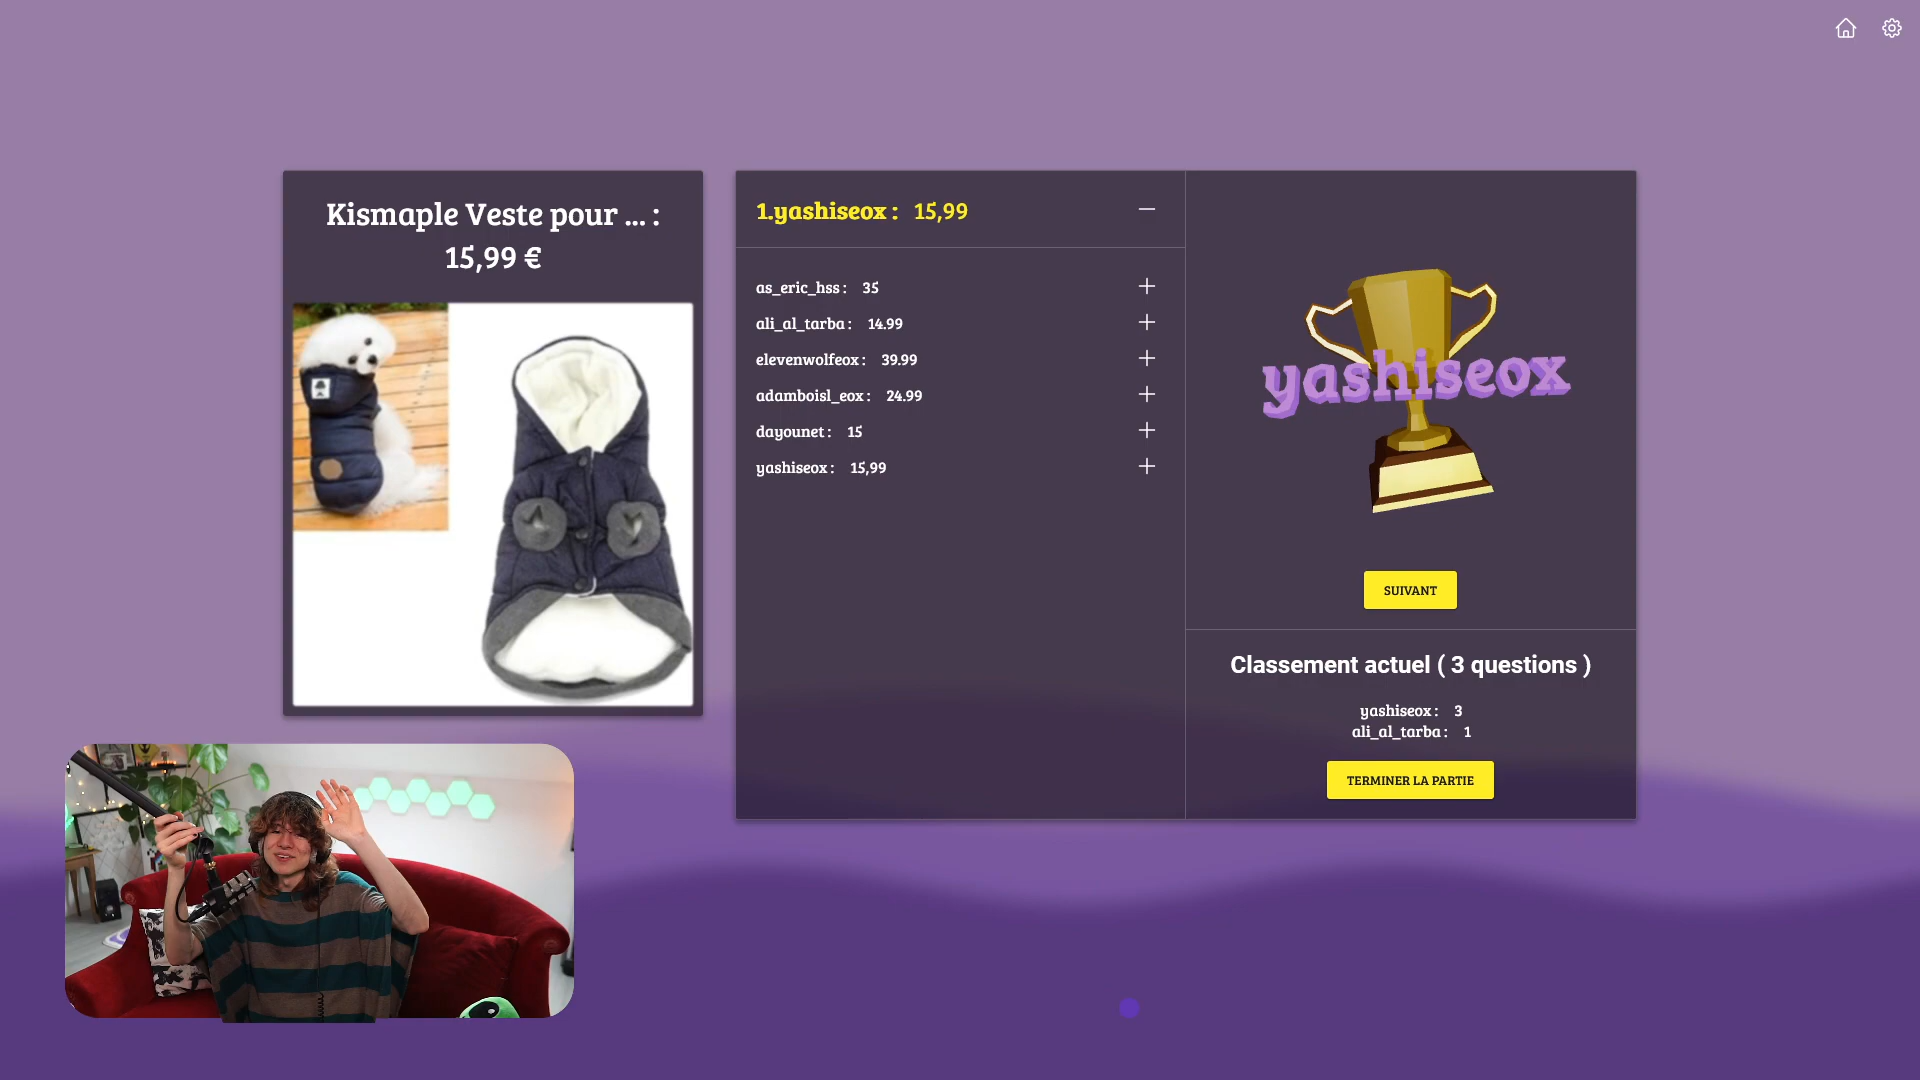 Kismaple Veste pour ... :
15,99 €
1.yashiseox : 15,99
as_eric_hss : 35
ali_al_tarba : 14.99
elevenwolfeox : 39.99
adamboisl_eox : 24.99
dayounet : 15
yashiseox : 15,99
yashiseox
SUIVANT
Classement actuel ( 3 questions )
yashiseox : 3
ali_al_tarba : 1
TERMINER LA PARTIE